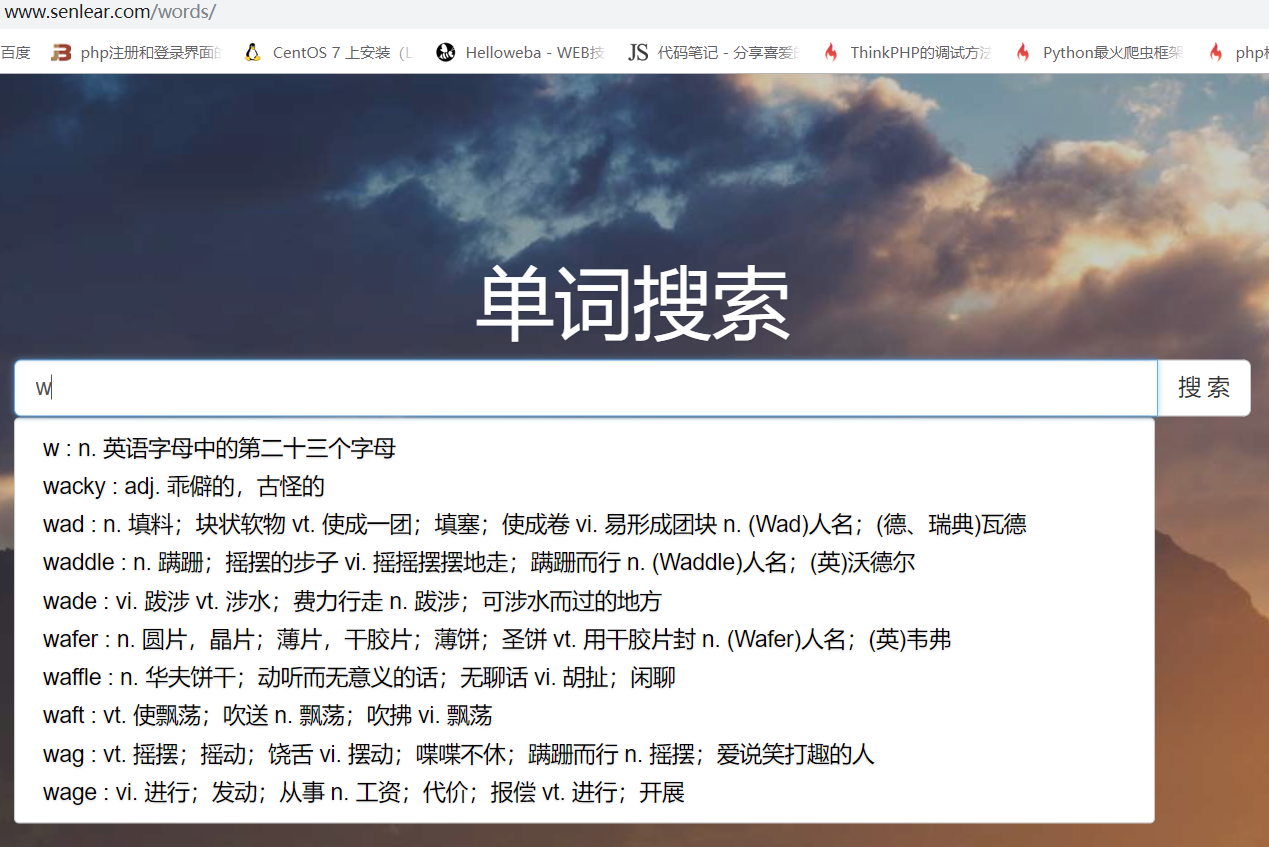 www.senlear.com/words/
百度 php注册和登录界面的 CentOS 7 上安装（L Helloweba - WEB技 JS 代码笔记 - 分享喜爱的 ThinkPHP的调试方法 Python最火爬虫框架 php
单词搜索
w 搜 索
w : n. 英语字母中的第二十三个字母
wacky : adj. 乖僻的，古怪的
wad : n. 填料；块状软物 vt. 使成一团；填塞；使成卷 vi. 易形成团块 n. (Wad)人名；(德、瑞典)瓦德
waddle : n. 蹒跚；摇摆的步子 vi. 摇摇摆摆地走；蹒跚而行 n. (Waddle)人名；(英)沃德尔
wade : vi. 跋涉 vt. 涉水；费力行走 n. 跋涉；可涉水而过的地方
wafer : n. 圆片，晶片；薄片，干胶片；薄饼；圣饼 vt. 用干胶片封 n. (Wafer)人名；(英)韦弗
waffle : n. 华夫饼干；动听而无意义的话；无聊话 vi. 胡扯；闲聊
waft : vt. 使飘荡；吹送 n. 飘荡；吹拂 vi. 飘荡
wag : vt. 摇摆；摇动；饶舌 vi. 摆动；喋喋不休；蹒跚而行 n. 摇摆；爱说笑打趣的人
wage : vi. 进行；发动；从事 n. 工资；代价；报偿 vt. 进行；开展